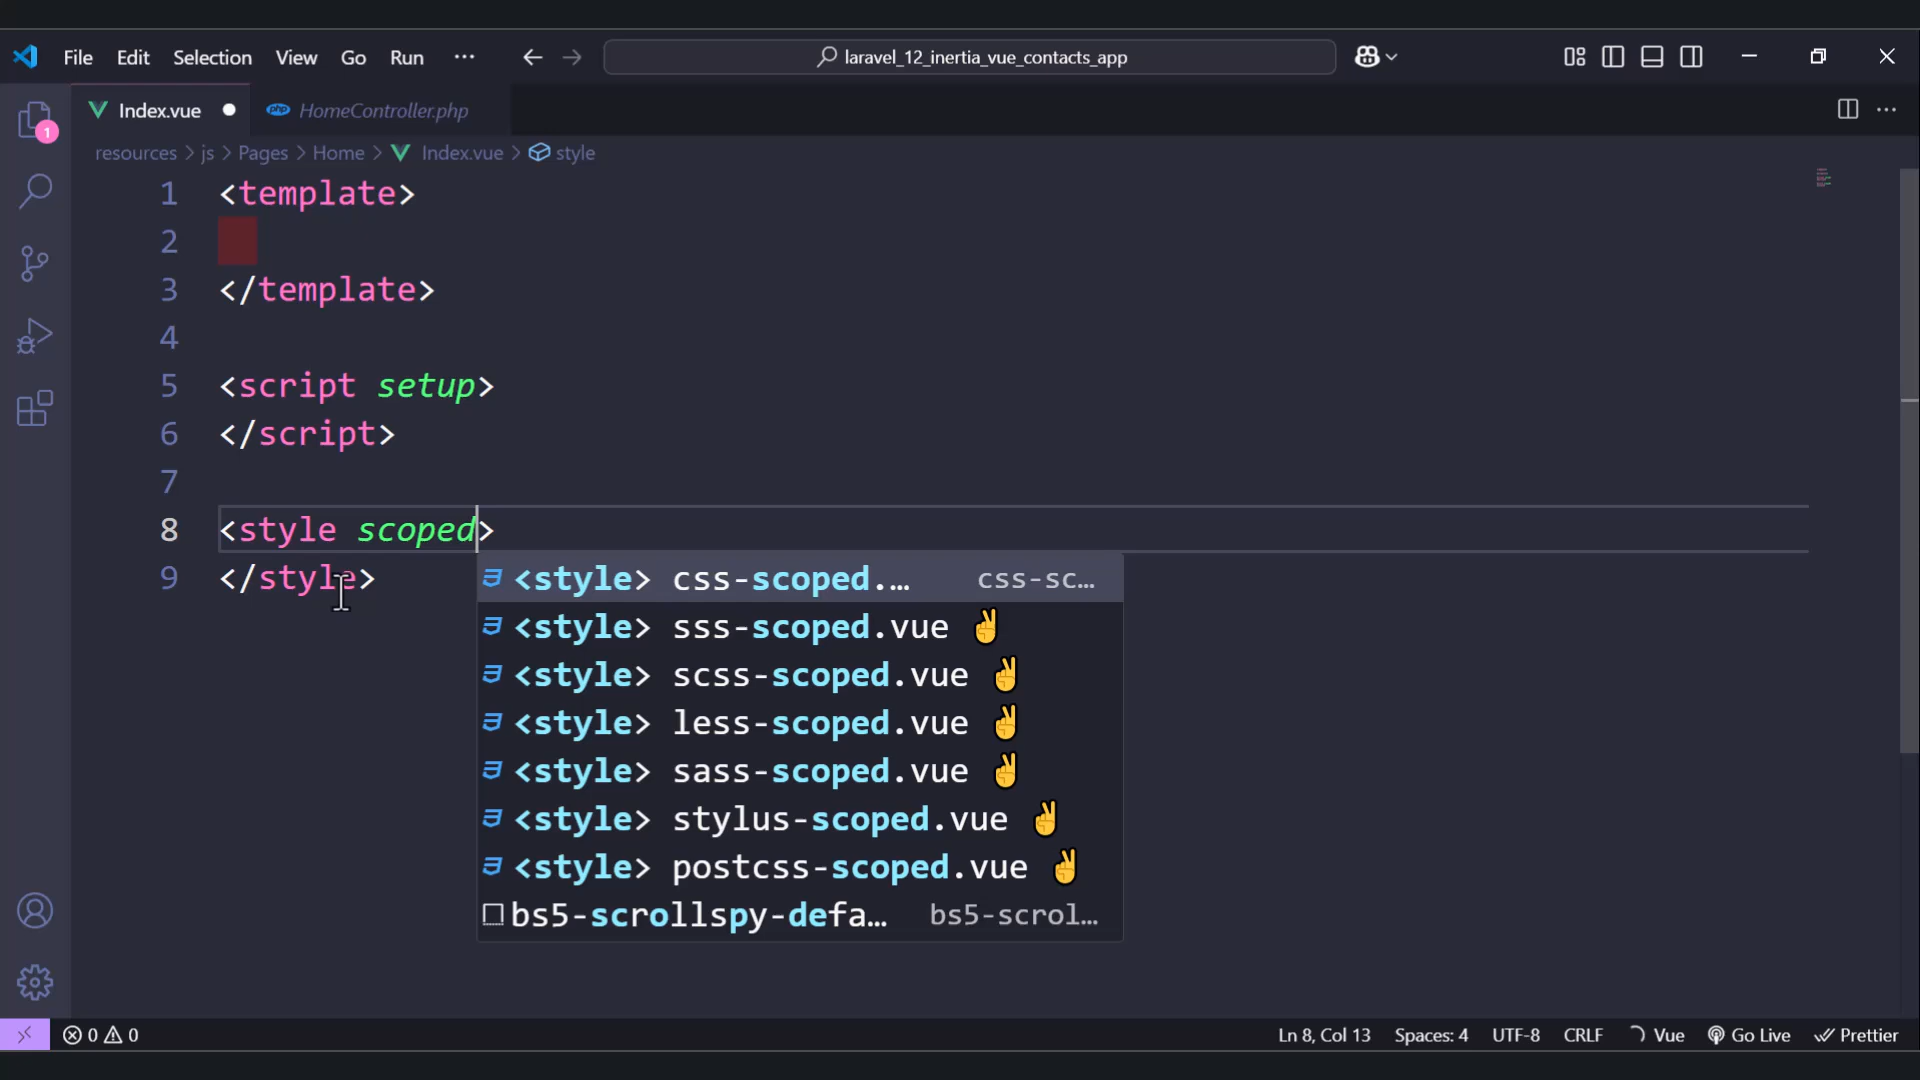 File Edit Selection View Go Run ··· laravel_12_inertia_vue_contacts_app
Index.vue HomeController.php
1
resources > js > Pages > Home > Index.vue > style
1 <template>
2
3 </template>
4
5 <script setup>
6 </script>
7
8 <style scoped>
9 </style>
<style> css-scoped.… css-sc…
<style> sss-scoped.vue ✌
<style> scss-scoped.vue ✌
<style> less-scoped.vue ✌
<style> sass-scoped.vue ✌
<style> stylus-scoped.vue ✌
<style> postcss-scoped.vue ✌
bs5-scrollspy-defa… bs5-scrol…
0 0 Ln 8, Col 13 Spaces: 4 UTF-8 CRLF Vue Go Live Prettier